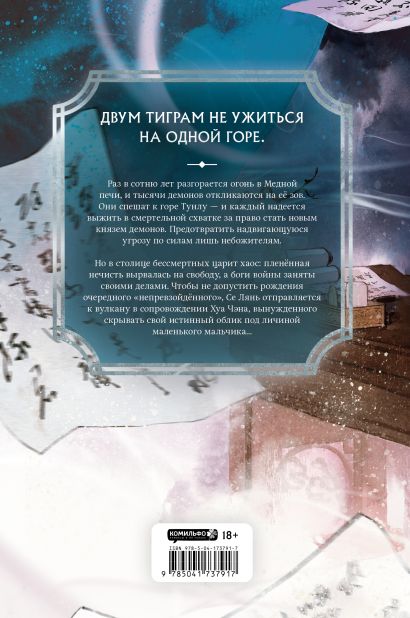 ДВУМ ТИГРАМ НЕ УЖИТЬСЯ
НА ОДНОЙ ГОРЕ.
Раз в сотню лет разгорается огонь в Медной
печи, и тысячи демонов откликаются на её зов.
Они спешат к горе Тунлу — и каждый надеется
выжить в смертельной схватке за право стать новым
князем демонов. Предотвратить надвигающуюся
угрозу по силам лишь небожителям.
Но в столице бессмертных царит хаос: пленённая
нечисть вырвалась на свободу, а боги войны заняты
своими делами. Чтобы не допустить рождения
очередного «непревзойдённого», Се Лянь отправляется
к вулкану в сопровождении Хуа Чэна, вынужденного
скрывать свой истинный облик под личиной
маленького мальчика...
КОМИЛЬФО
18+
ISBN 978-5-04-173791-7
9785041737917